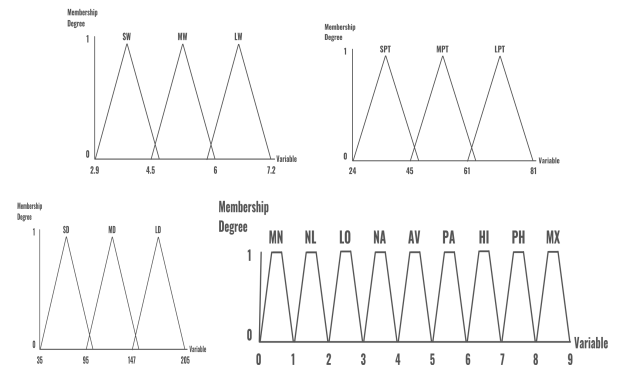 Membership
Degree
1
SW MW LW
0
2.9 4.5 6 7.2
Variable
Membership
Degree
1
SPT MPT LPT
0
24 45 61 81
Variable
Membership
Degree
1
SD MD LD
0
35 95 147 205
Variable
Membership
Degree
MN NL LO NA AV PA HI PH MX
1
0
0 1 2 3 4 5 6 7 8 9
Variable